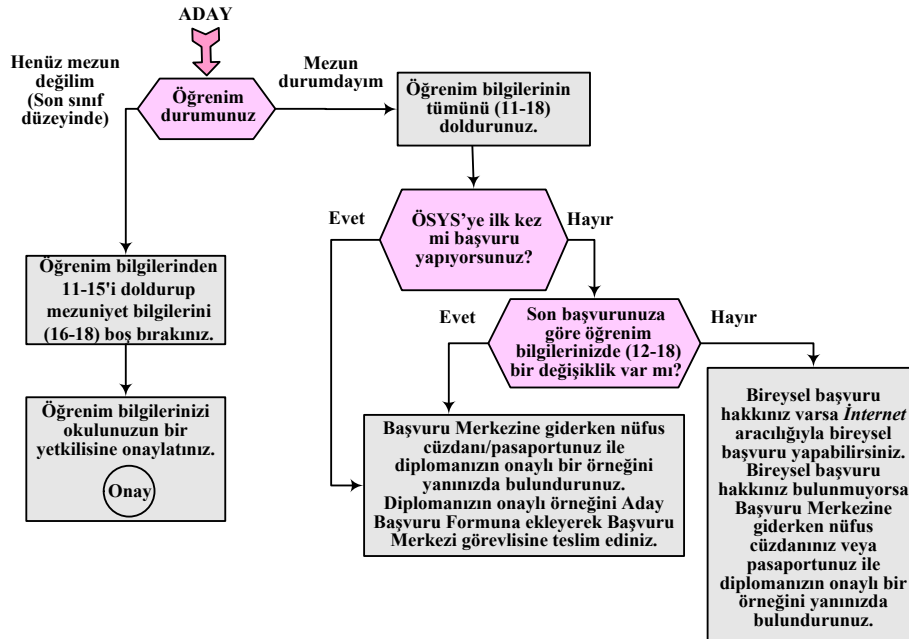 ADAY
Henüz mezun
değilim
(Son sınıf
düzeyinde)
Öğrenim
durumunuz
Mezun
durumdayım
Öğrenim bilgilerinin
tümünü (11-18)
doldurunuz.
Evet
ÖSYS’ye ilk kez
mi başvuru
yapıyorsunuz?
Hayır
Öğrenim bilgilerinden
11-15'i doldurup
mezuniyet bilgilerini
(16-18) boş bırakınız.
Evet
Son başvurunuza
göre öğrenim
bilgilerinizde (12-18)
bir değişiklik var mı?
Hayır
Öğrenim bilgilerinizi
okulunuzun bir
yetkilisine onaylatınız.
Onay
Başvuru Merkezine giderken nüfus
cüzdanı/pasaportunuz ile
diplomanızın onaylı bir örneğini
yanınızda bulundurunuz.
Diplomanızın onaylı örneğini Aday
Başvuru Formuna ekleyerek Başvuru
Merkezi görevlisine teslim ediniz.
Bireysel başvuru
hakkınız varsa İnternet
aracılığıyla bireysel
başvuru yapabilirsiniz.
Bireysel başvuru
hakkınız bulunmuyorsa
Başvuru Merkezine
giderken nüfus
cüzdanınız veya
pasaportunuz ile
diplomanızın onaylı bir
örneğini yanınızda
bulundurunuz.